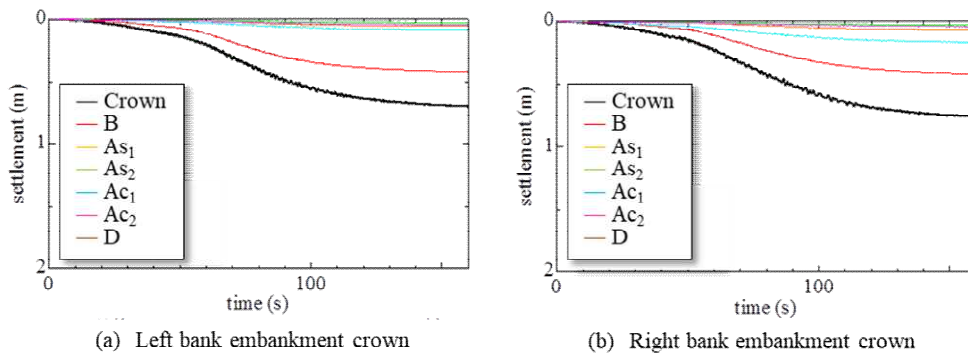 0
1
2
settlement (m)
Crown
B
As₁
As₂
Ac₁
Ac₂
D
0
100
time (s)
(a) Left bank embankment crown
0
1
2
settlement (m)
Crown
B
As₁
As₂
Ac₁
Ac₂
D
0
100
time (s)
(b) Right bank embankment crown